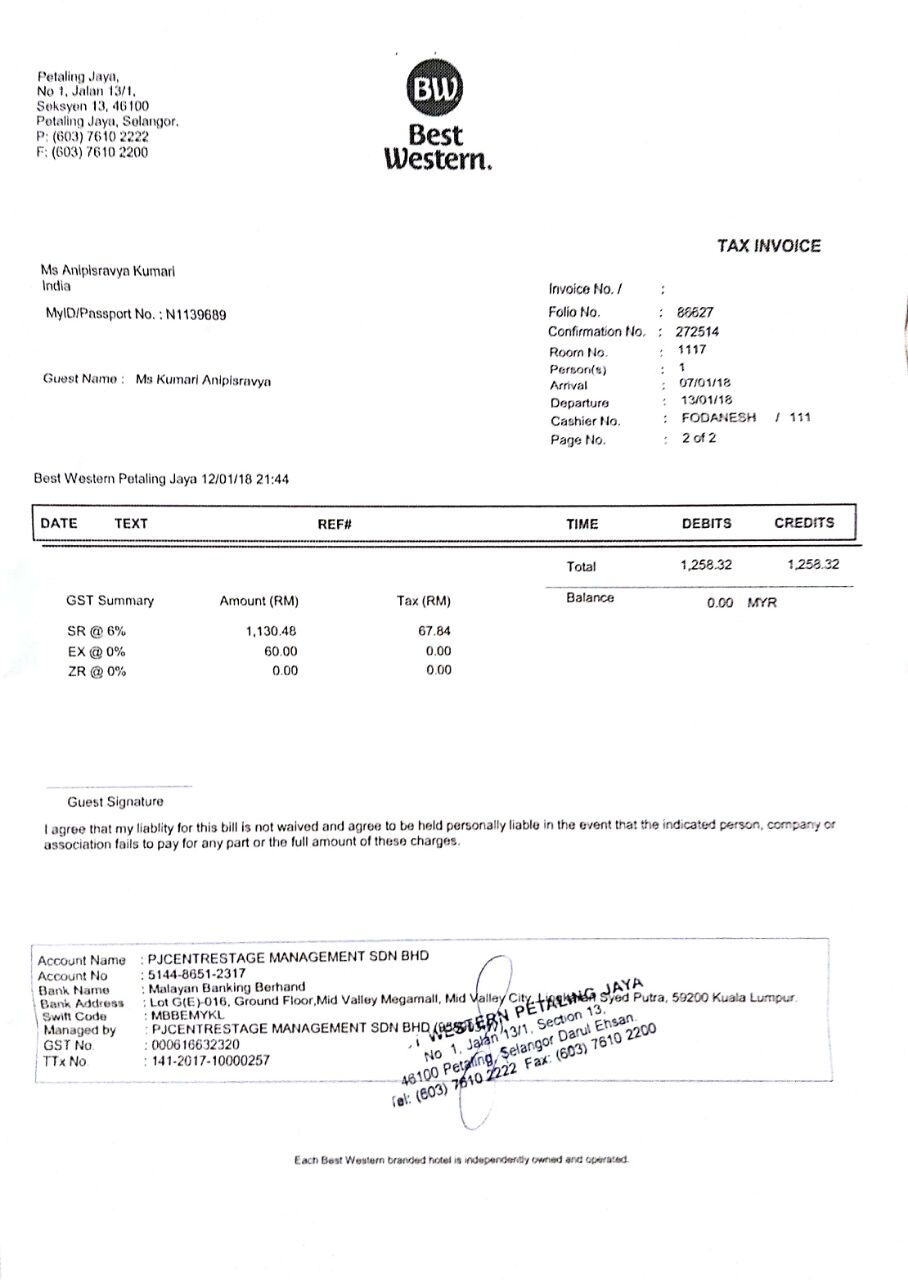 Petaling Jaya,
No 1, Jalan 13/1,
Seksyen 13, 46100
Petaling Jaya, Selangor.
P: (603) 7610 2222
F: (603) 7610 2200
BW
Best
Western.
TAX INVOICE
Ms Anipisravya Kumari
India
MyID/Passport No. : N1139689
Guest Name : Ms Kumari Anipisravya
Invoice No. / :
Folio No. : 86627
Confirmation No. : 272514
Room No. : 1117
Person(s) : 1
Arrival : 07/01/18
Departure : 13/01/18
Cashier No. : FODANESH / 111
Page No. : 2 of 2
Best Western Petaling Jaya 12/01/18 21:44
DATE TEXT REF# TIME DEBITS CREDITS
Total 1,258.32 1,258.32
GST Summary Amount (RM) Tax (RM) Balance 0.00 MYR
SR @ 6% 1,130.48 67.84
EX @ 0% 60.00 0.00
ZR @ 0% 0.00 0.00
Guest Signature
I agree that my liablity for this bill is not waived and agree to be held personally liable in the event that the indicated person, company or
association fails to pay for any part or the full amount of these charges.
Account Name : PJCENTRESTAGE MANAGEMENT SDN BHD
Account No : 5144-8651-2317
Bank Name : Malayan Banking Berhand
Bank Address : Lot G(E)-016, Ground Floor,Mid Valley Megamall, Mid Valley City, Syed Putra, 59200 Kuala Lumpur.
Swift Code : MBBEMYKL
Managed by : PJCENTRESTAGE MANAGEMENT SDN BHD
GST No. : 000616632320
TTx No. : 141-2017-10000257
WESTERN PETALING JAYA
No 1, Jalan 13/1, Section 13,
46100 Petaling, Selangor Darul Ehsan.
Tel: (603) 7610 2222 Fax: (603) 7610 2200
Each Best Western branded hotel is independently owned and operated.